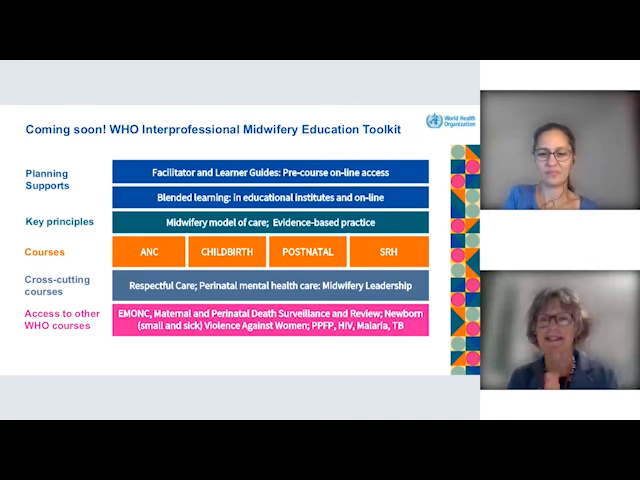 Coming soon! WHO Interprofessional Midwifery Education Toolkit
World Health
Organization
Planning
Supports
Facilitator and Learner Guides: Pre-course on-line access
Blended learning: in educational institutes and on-line
Key principles
Midwifery model of care; Evidence-based practice
Courses
ANC
CHILDBIRTH
POSTNATAL
SRH
Cross-cutting
courses
Respectful Care; Perinatal mental health care: Midwifery Leadership
Access to other
WHO courses
EMONC, Maternal and Perinatal Death Surveillance and Review; Newborn
(small and sick) Violence Against Women; PPFP, HIV, Malaria, TB